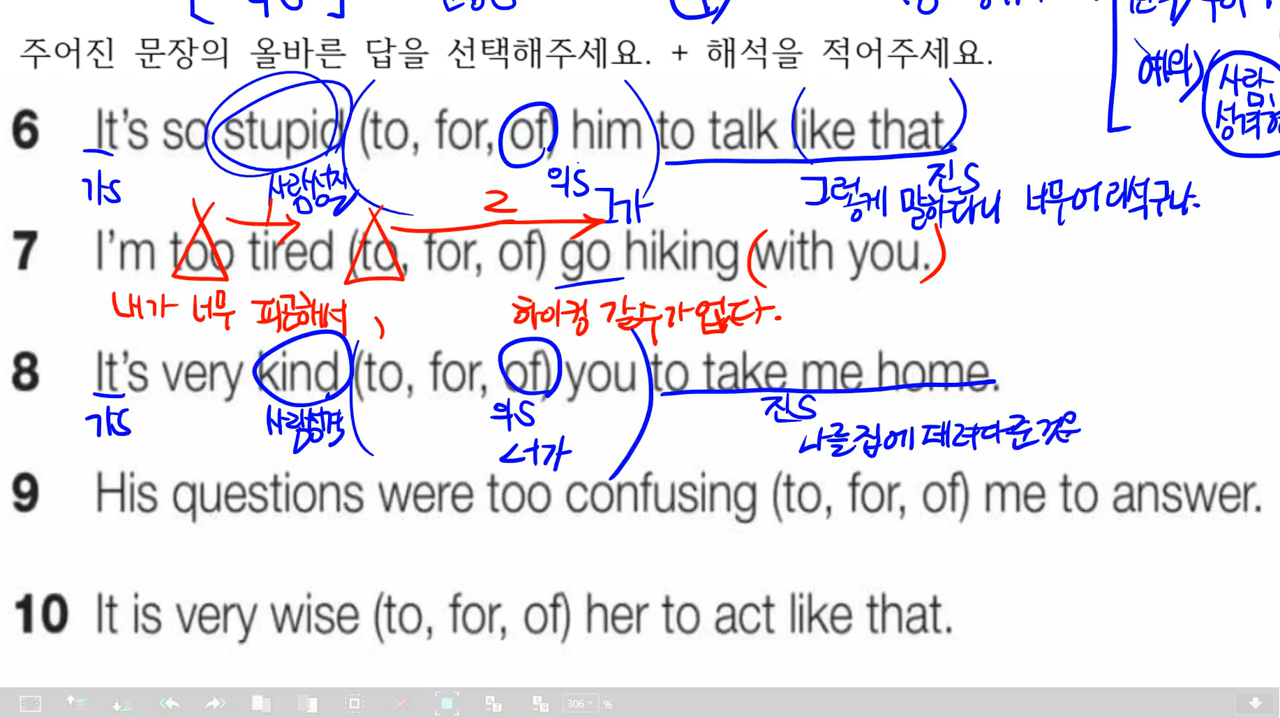 주어진 문장의 올바른 답을 선택해주세요. + 해석을 적어주세요.
예외) 사람
성격형
6 It's so stupid (to, for, of) him to talk like that.
가S 사람성질 의S 진S
그가 그렇게 말하다니 너무 어리석구나.
2
7 I'm too tired (to, for, of) go hiking (with you.)
내가 너무 피곤해서, 하이킹 갈수가 없다.
8 It's very kind (to, for, of) you to take me home.
가S 사람성격 의S 진S
너가 나를 집에 데려다준것은
9 His questions were too confusing (to, for, of) me to answer.
10 It is very wise (to, for, of) her to act like that.
306 %